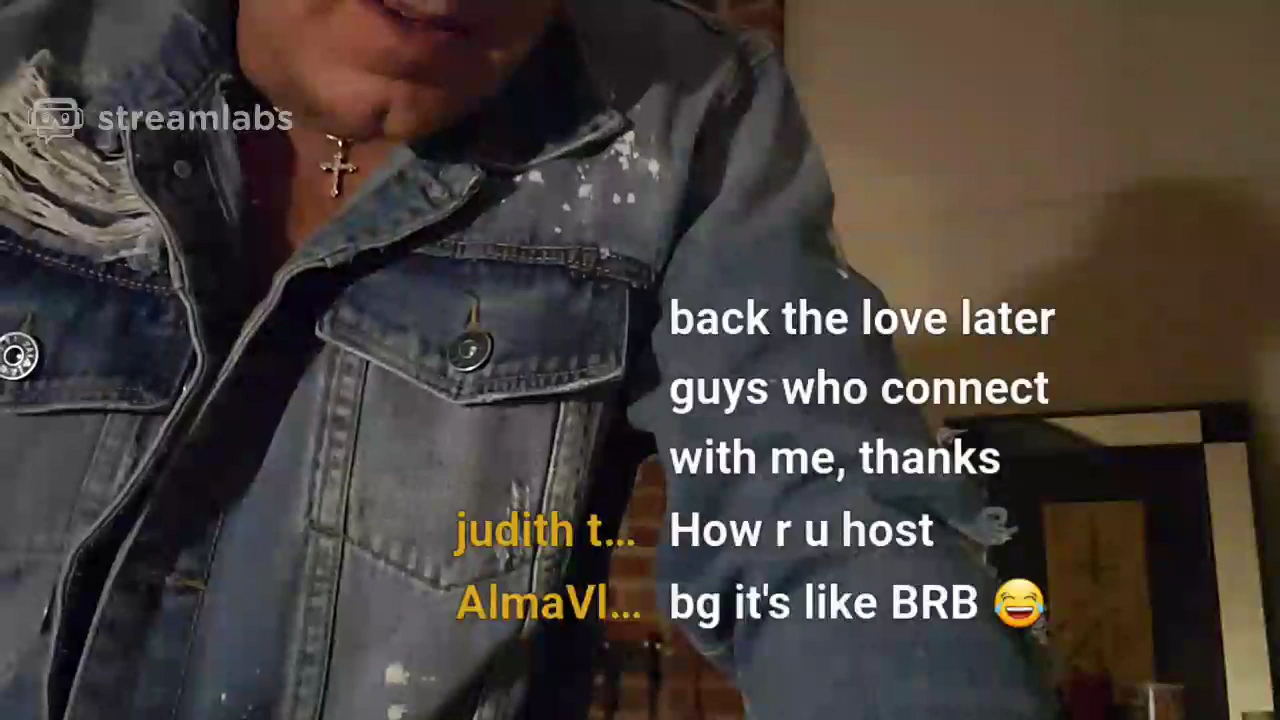 streamlabs
back the love later
guys who connect
with me, thanks
judith t... How r u host
AlmaVl... bg it's like BRB 😂